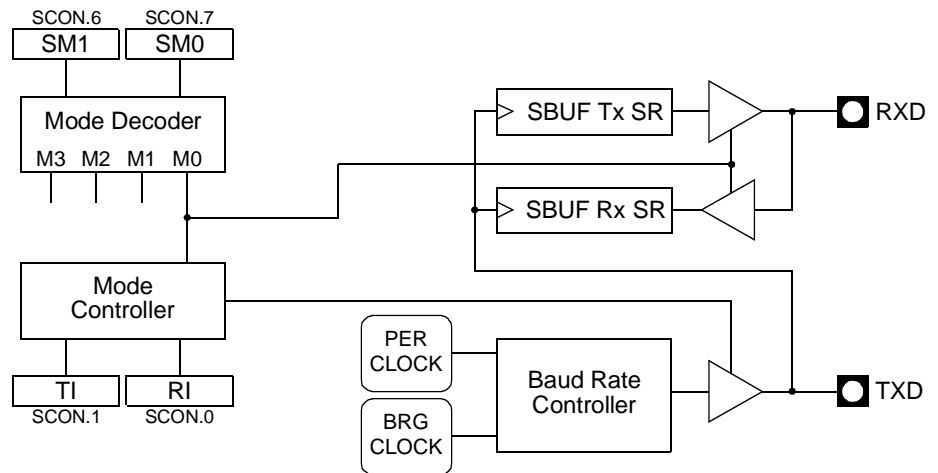 SCON.6
SCON.7
SM1
SM0
Mode Decoder
M3
M2
M1
M0
SBUF Tx SR
RXD
SBUF Rx SR
Mode
Controller
TI
RI
SCON.1
SCON.0
PER
CLOCK
BRG
CLOCK
Baud Rate
Controller
TXD